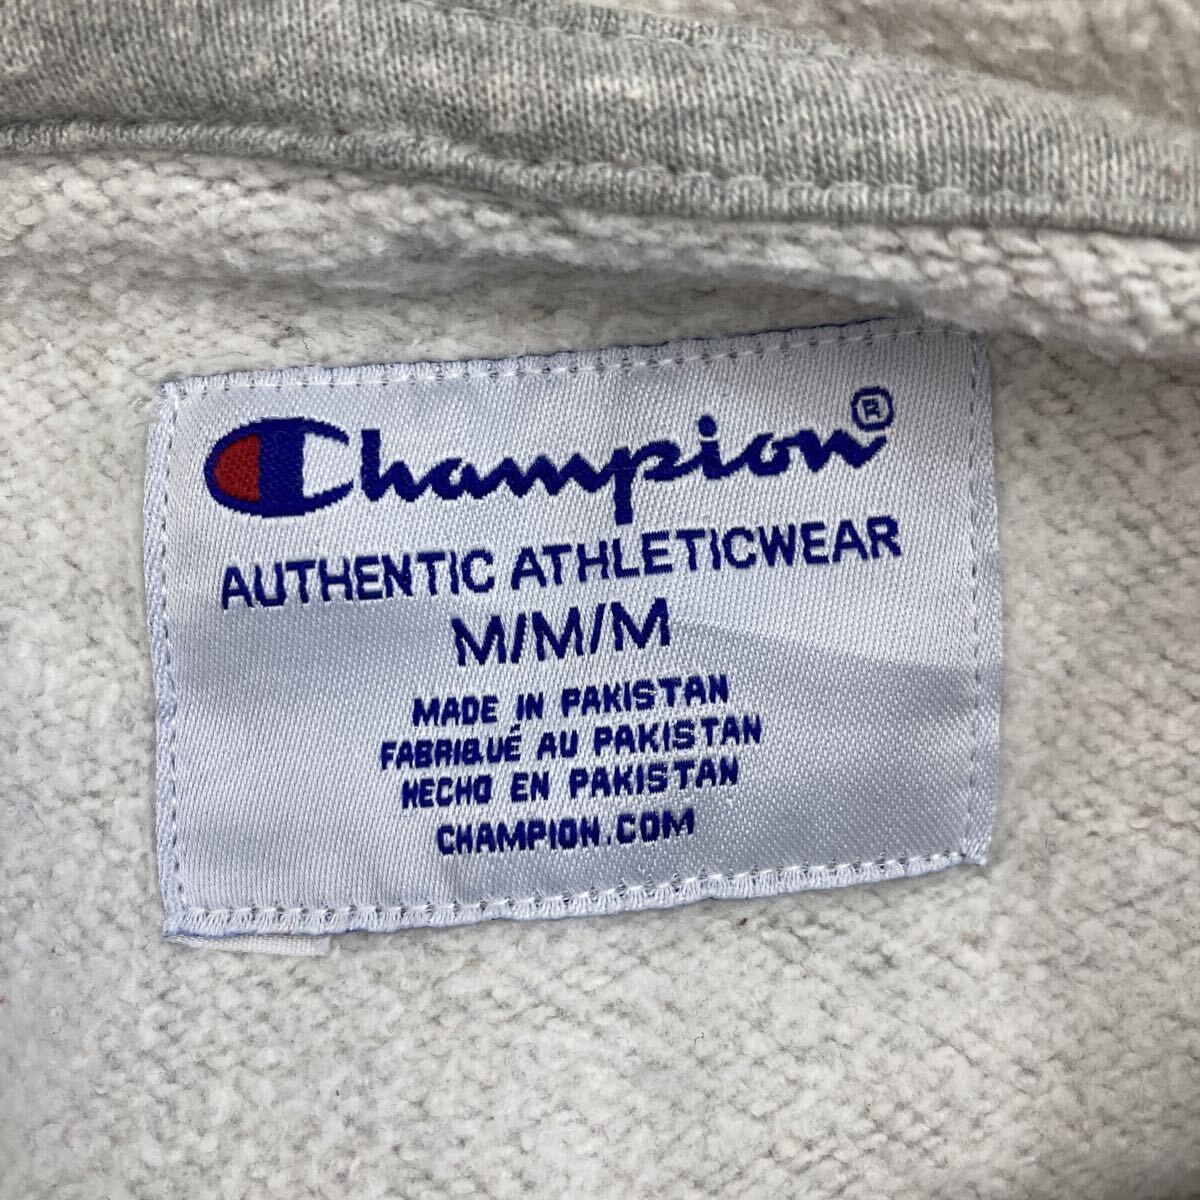 Champion®
AUTHENTIC ATHLETICWEAR
M/M/M
MADE IN PAKISTAN
FABRIQUÉ AU PAKISTAN
HECHO EN PAKISTAN
CHAMPION.COM